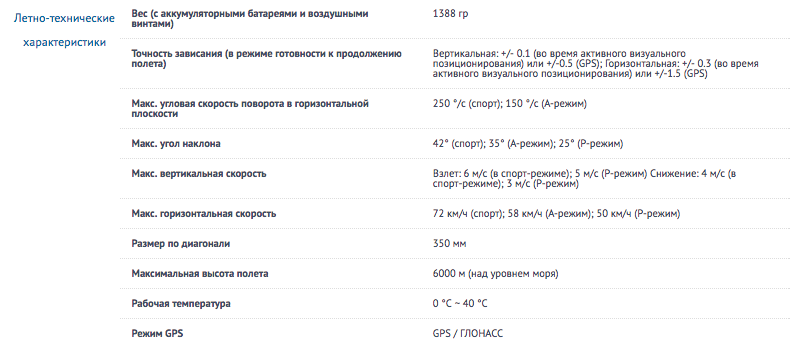 Летно-технические
характеристики
Вес (с аккумуляторными батареями и воздушными
винтами)
1388 гр
Точность зависания (в режиме готовности к продолжению
полета)
Вертикальная: +/- 0.1 (во время активного визуального
позиционирования) или +/-0.5 (GPS); Горизонтальная: +/- 0.3 (во время
активного визуального позиционирования) или +/-1.5 (GPS)
Макс. угловая скорость поворота в горизонтальной
плоскости
250 °/с (спорт); 150 °/с (А-режим)
Макс. угол наклона
42° (спорт); 35° (А-режим); 25° (Р-режим)
Макс. вертикальная скорость
Взлет: 6 м/с (в спорт-режиме); 5 м/с (Р-режим) Снижение: 4 м/с (в
спорт-режиме); 3 м/с (Р-режим)
Макс. горизонтальная скорость
72 км/ч (спорт); 58 км/ч (А-режим); 50 км/ч (Р-режим)
Размер по диагонали
350 мм
Максимальная высота полета
6000 м (над уровнем моря)
Рабочая температура
0 °С ~ 40 °С
Режим GPS
GPS / ГЛОНАСС